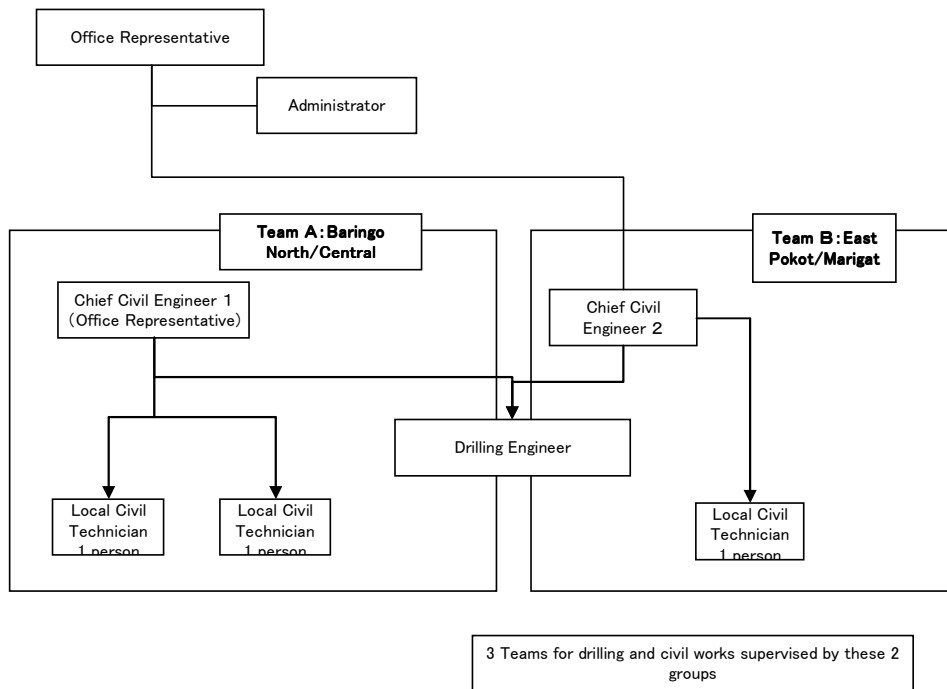 Office Representative
Administrator
Team A:Baringo
North/Central
Team B:East
Pokot/Marigat
Chief Civil Engineer 1
(Office Representative)
Chief Civil
Engineer 2
Drilling Engineer
Local Civil
Technician
1 person
Local Civil
Technician
1 person
Local Civil
Technician
1 person
3 Teams for drilling and civil works supervised by these 2
groups